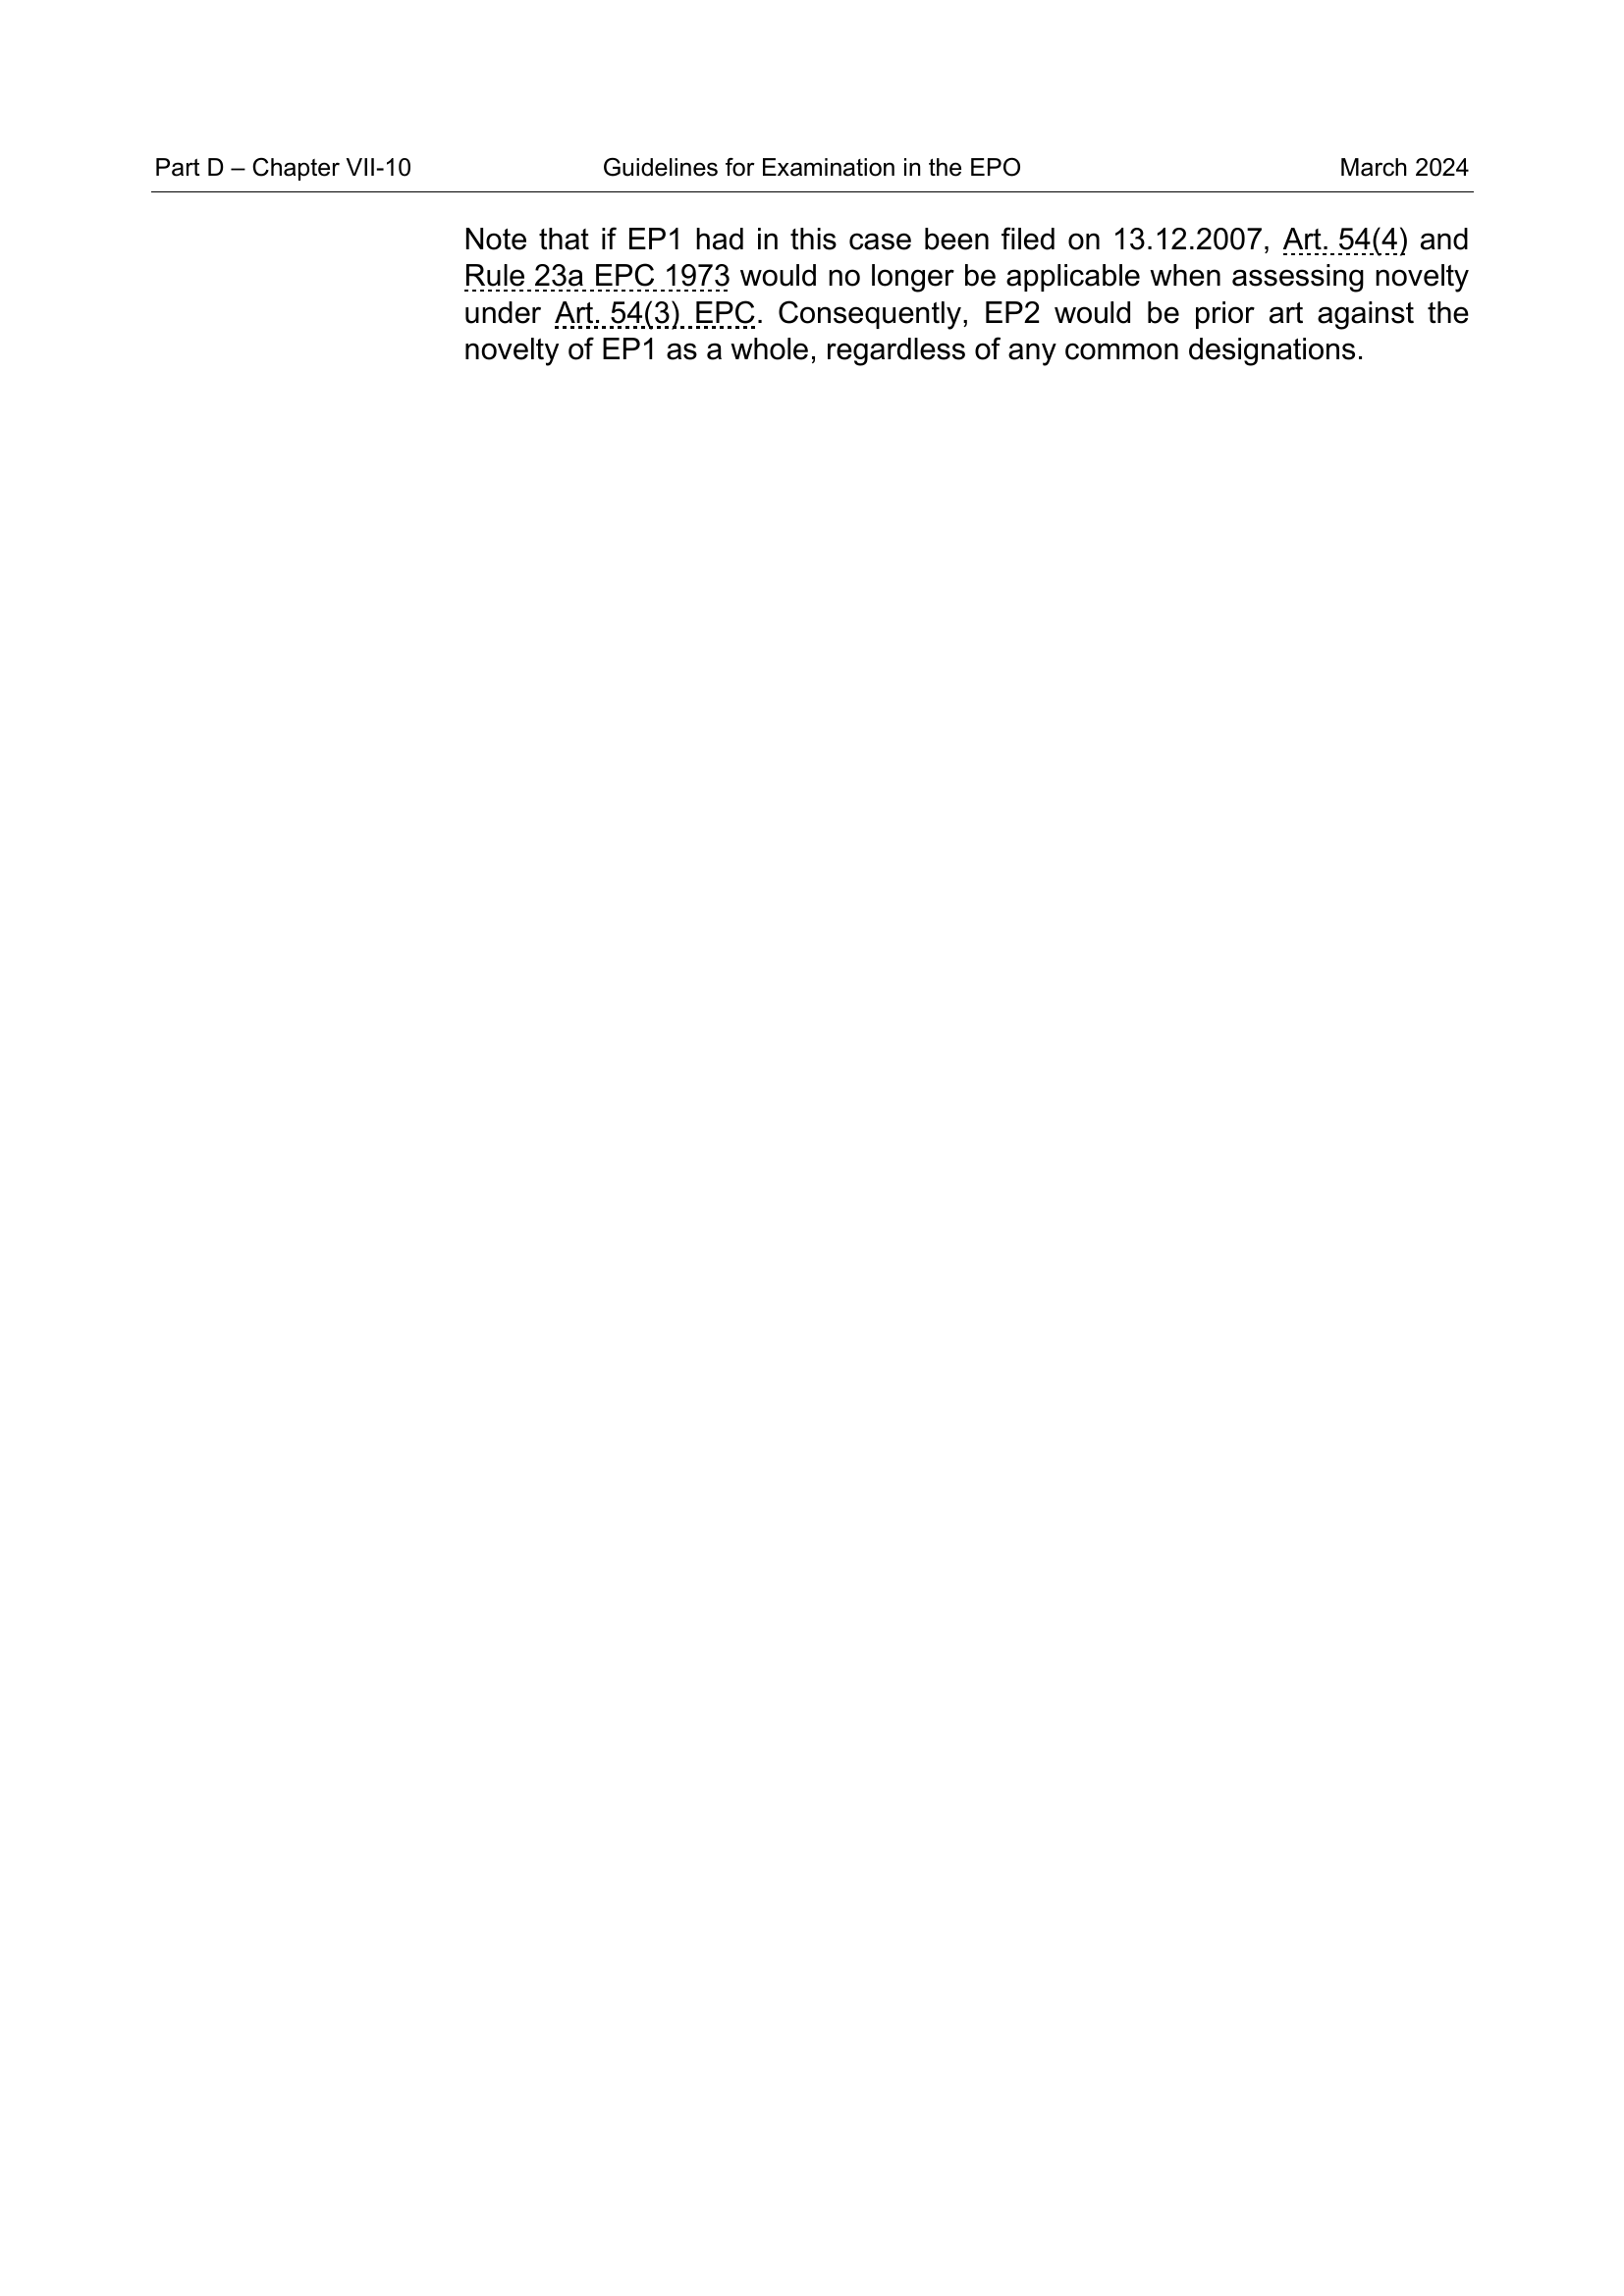 Part D – Chapter VII-10 Guidelines for Examination in the EPO March 2024
Note that if EP1 had in this case been filed on 13.12.2007, Art. 54(4) and
Rule 23a EPC 1973 would no longer be applicable when assessing novelty
under Art. 54(3) EPC. Consequently, EP2 would be prior art against the
novelty of EP1 as a whole, regardless of any common designations.